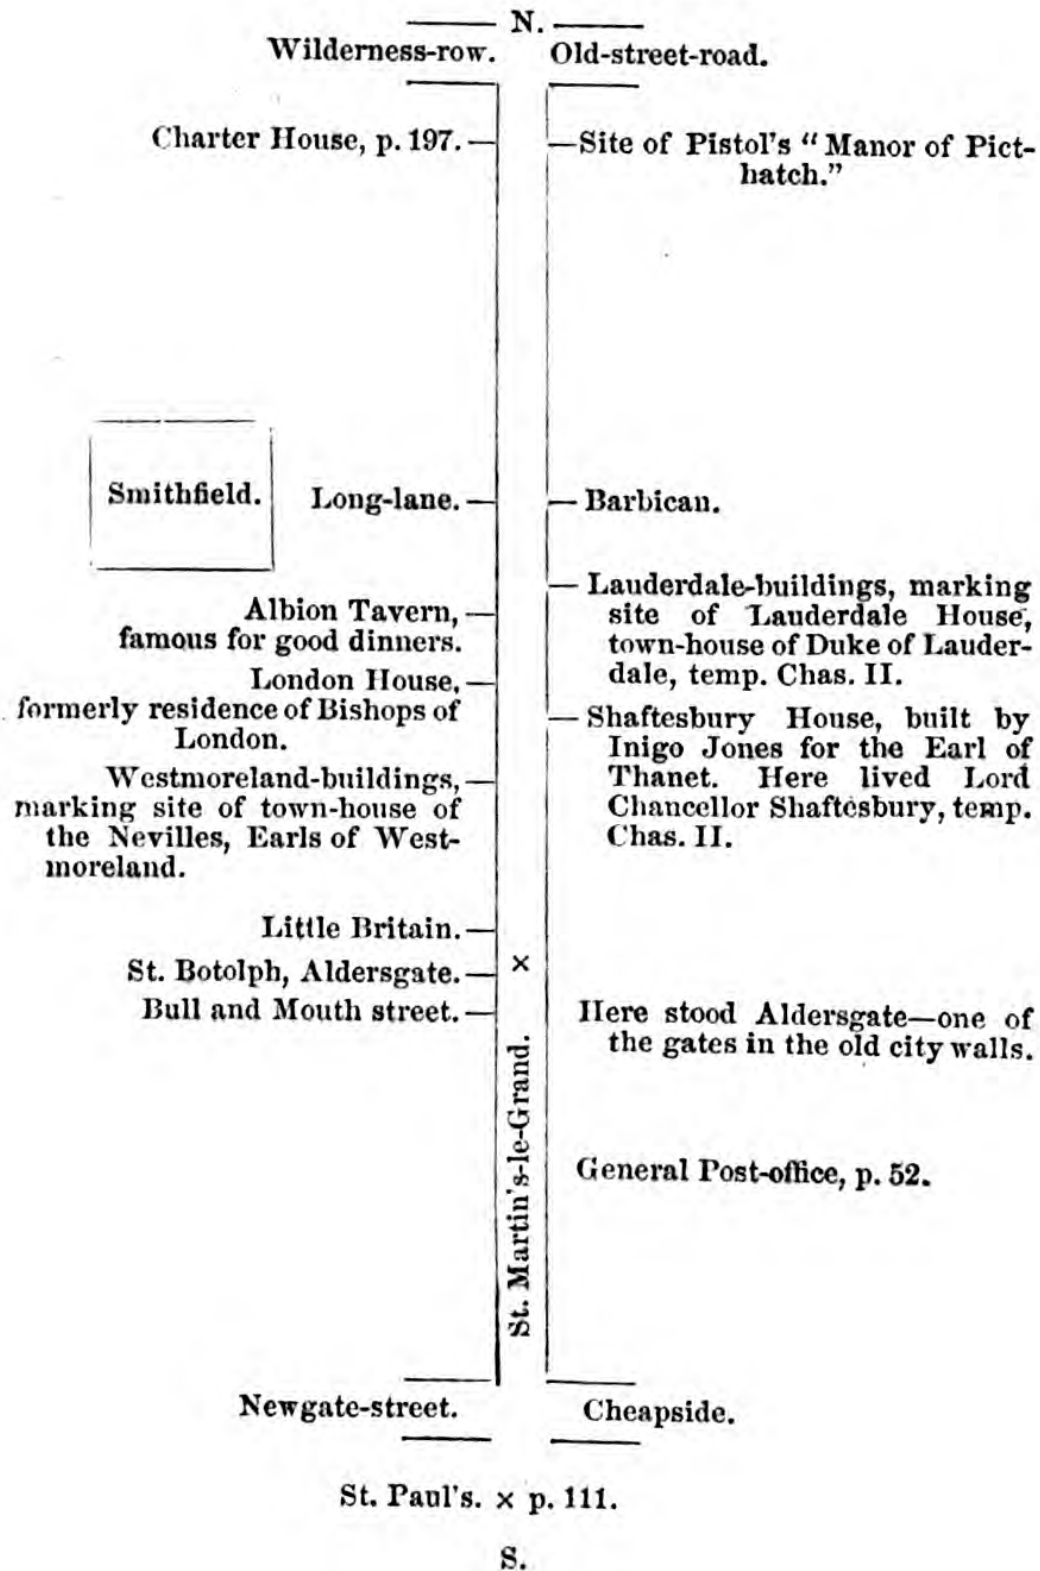 N.
Wilderness-row. Old-street-road.
Charter House, p. 197.
Site of Pistol's "Manor of Pict-
hatch."
Smithfield. Long-lane.
Barbican.
Lauderdale-buildings, marking
site of Lauderdale House,
town-house of Duke of Lauder-
dale, temp. Chas. II.
Albion Tavern,
famous for good dinners.
London House,
formerly residence of Bishops of
London.
Shaftesbury House, built by
Inigo Jones for the Earl of
Thanet. Here lived Lord
Chancellor Shaftesbury, temp.
Chas. II.
Westmoreland-buildings,
marking site of town-house of
the Nevilles, Earls of West-
moreland.
Little Britain.
St. Botolph, Aldersgate. ×
Bull and Mouth street.
Here stood Aldersgate—one of
the gates in the old city walls.
St. Martin's-le-Grand.
General Post-office, p. 52.
Newgate-street. Cheapside.
St. Paul's. × p. 111.
S.